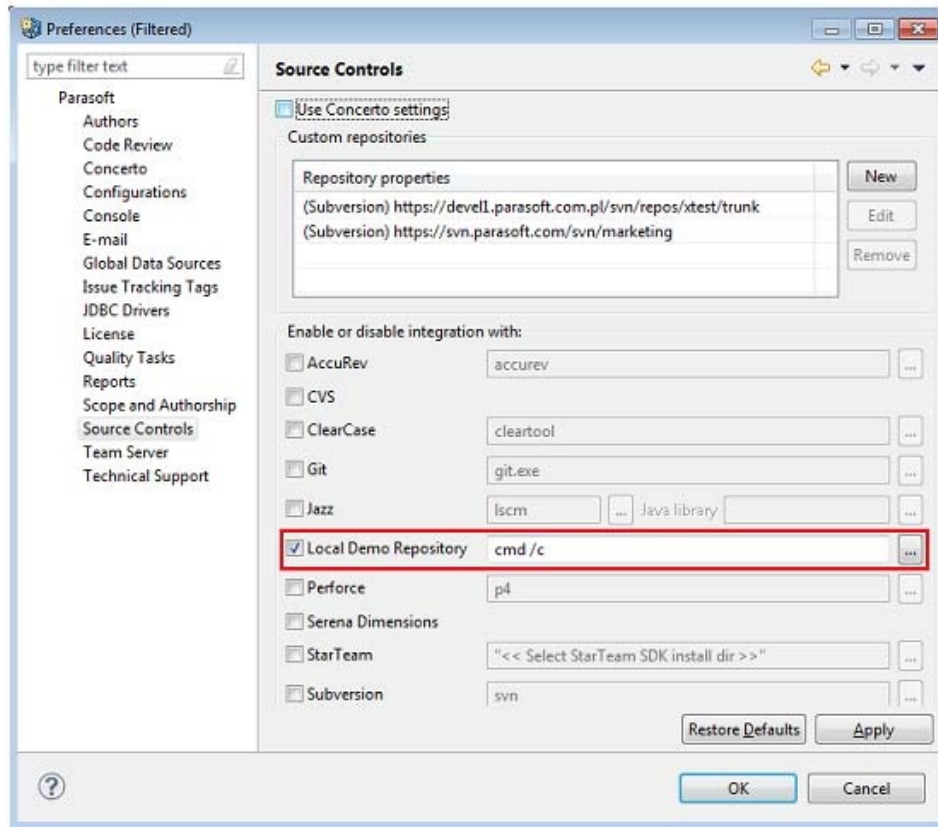 Preferences (Filtered)
type filter text
Parasoft
Authors
Code Review
Concerto
Configurations
Console
E-mail
Global Data Sources
Issue Tracking Tags
JDBC Drivers
License
Quality Tasks
Reports
Scope and Authorship
Source Controls
Team Server
Technical Support
Source Controls
Use Concerto settings
Custom repositories
Repository properties
(Subversion) https://devel1.parasoft.com.pl/svn/repos/xtest/trunk
(Subversion) https://svn.parasoft.com/svn/marketing
New
Edit
Remove
Enable or disable integration with:
AccuRev accurev ...
CVS
ClearCase cleartool ...
Git git.exe ...
Jazz lscm ... Java library ...
Local Demo Repository cmd /c ...
Perforce p4 ...
Serena Dimensions
StarTeam "<< Select StarTeam SDK install dir >>" ...
Subversion svn ...
Restore Defaults Apply
? OK Cancel